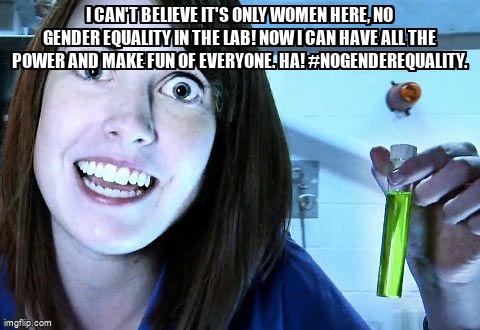 I CAN'T BELIEVE IT'S ONLY WOMEN HERE, NO
GENDER EQUALITY IN THE LAB! NOW I CAN HAVE ALL THE
POWER AND MAKE FUN OF EVERYONE. HA! #NOGENDEREQUALITY.
imgflip.com